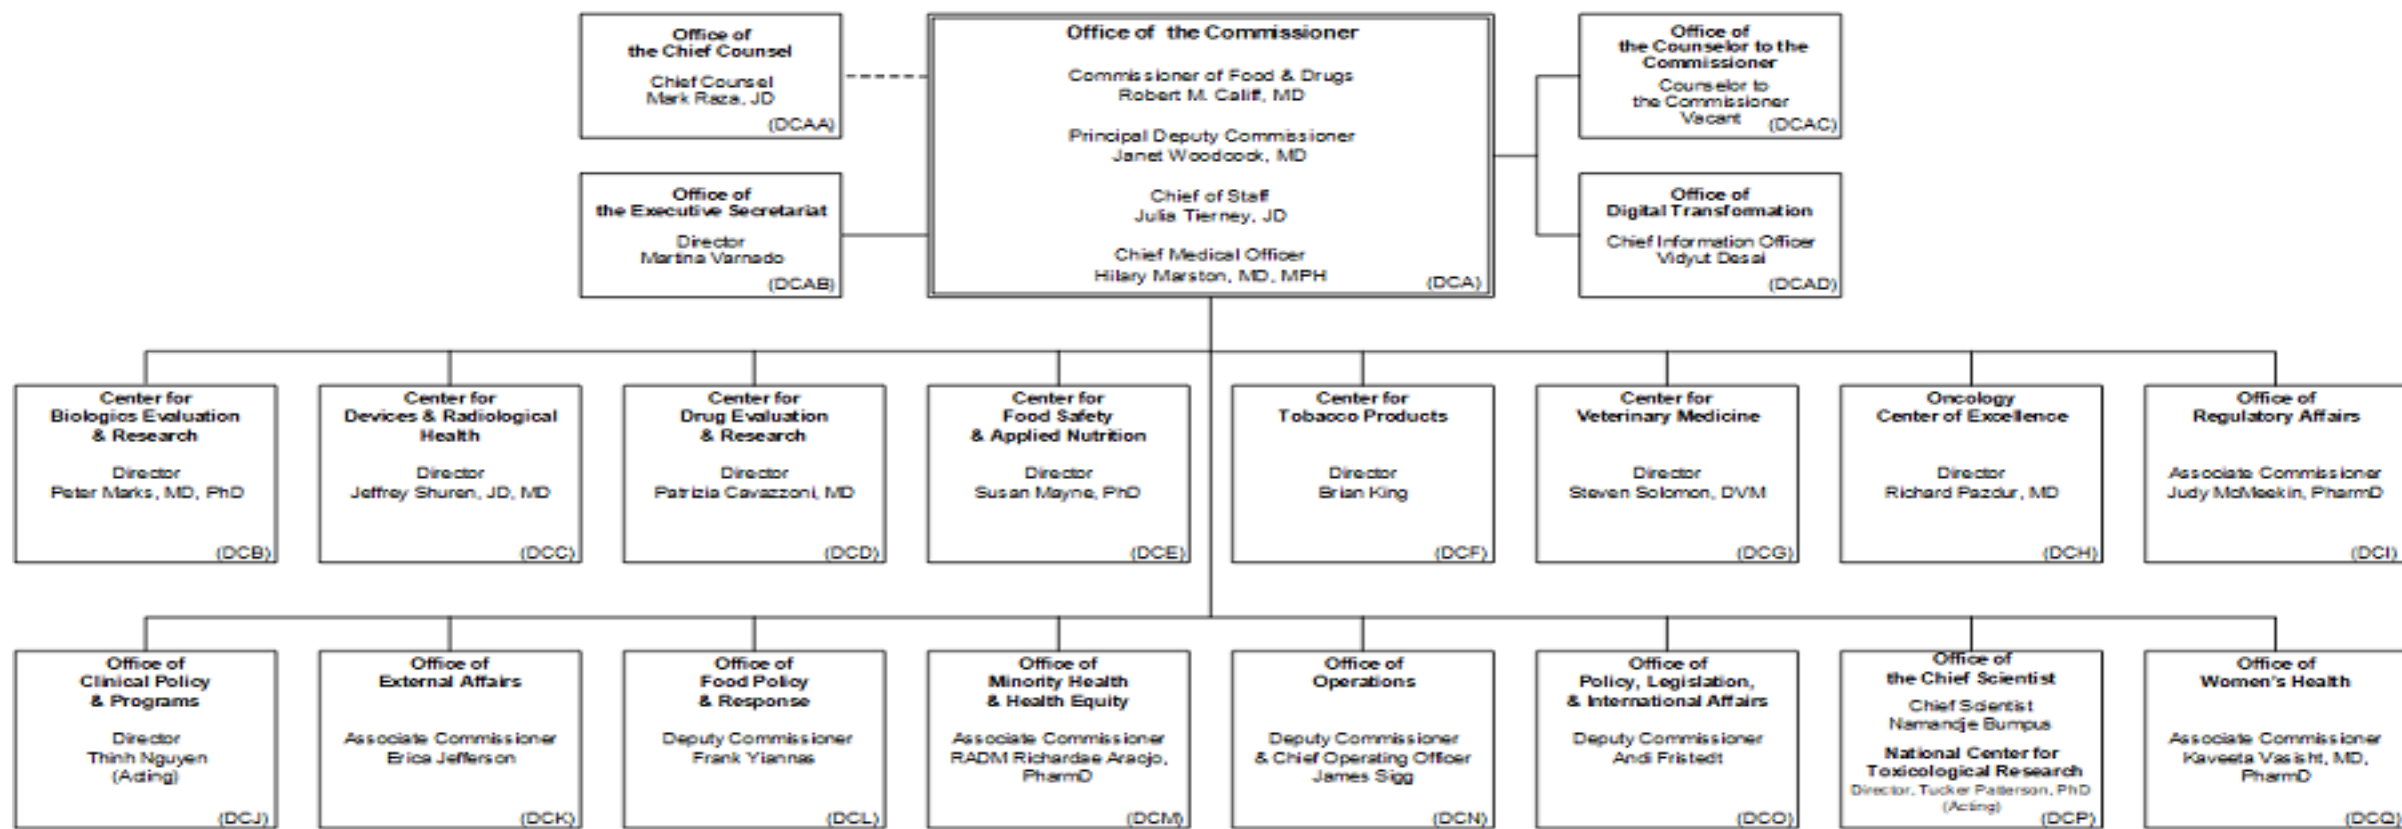 Office of
the Chief Counsel
Chief Counsel
Mark Raza, JD
(DCAA)
Office of the Commissioner
Commissioner of Food & Drugs
Robert M. Califf, MD
Principal Deputy Commissioner
Janet Woodcock, MD
Chief of Staff
Julia Tierney, JD
Chief Medical Officer
Hilary Marston, MD, MPH
(DCA)
Office of
the Counselor to the
Commissioner
Counselor to
the Commissioner
Vacant
(DCAC)
Office of
the Executive Secretariat
Director
Martina Varnado
(DCAB)
Office of
Digital Transformation
Chief Information Officer
Vidyut Desai
(DCAD)
Center for
Biologics Evaluation
& Research
Director
Peter Marks, MD, PhD
(DCB)
Center for
Devices & Radiological
Health
Director
Jeffrey Shuren, JD, MD
(DCC)
Center for
Drug Evaluation
& Research
Director
Patrizia Cavazzoni, MD
(DCD)
Center for
Food Safety
& Applied Nutrition
Director
Susan Mayne, PhD
(DCE)
Center for
Tobacco Products
Director
Brian King
(DCF)
Center for
Veterinary Medicine
Director
Steven Solomon, DVM
(DCG)
Oncology
Center of Excellence
Director
Richard Pazdur, MD
(DCH)
Office of
Regulatory Affairs
Associate Commissioner
Judy McMeekin, PharmD
(DCI)
Office of
Clinical Policy
& Programs
Director
Thinh Nguyen
(Acting)
(DCJ)
Office of
External Affairs
Associate Commissioner
Erica Jefferson
(DCK)
Office of
Food Policy
& Response
Deputy Commissioner
Frank Yiannas
(DCL)
Office of
Minority Health
& Health Equity
Associate Commissioner
RADM Richardae Araojo,
PharmD
(DCM)
Office of
Operations
Deputy Commissioner
& Chief Operating Officer
James Sigg
(DCN)
Office of
Policy, Legislation,
& International Affairs
Deputy Commissioner
Andi Fristedt
(DCO)
Office of
the Chief Scientist
Chief Scientist
Namandje Bumpus
National Center for
Toxicological Research
Director, Tucker Patterson, PhD
(Acting)
(DCP)
Office of
Women's Health
Associate Commissioner
Kaveeta Vasisht, MD,
PharmD
(DCQ)